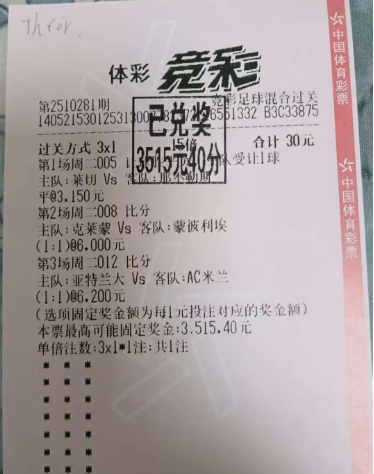 Thror.
体彩 竞彩
第2510281期 竞彩足球混合过关
过关方式 3x1 15倍 合计 30元
已兑奖
3515元40分
第1场周二005 队受让1球
主队:莱切 Vs 客队:那不勒斯
平@3.150元
第2场周二008 比分
主队:克莱蒙 Vs 客队:蒙彼利埃
(1:1)@6.000元
第3场周二012 比分
主队:亚特兰大 Vs 客队:AC米兰
(1:1)@6.200元
(选项固定奖金额为每1元投注对应的奖金额)
本票最高可能固定奖金:3,515.40元
单倍注数:3x1*1注;共1注
中国体育彩票
中国体育彩票